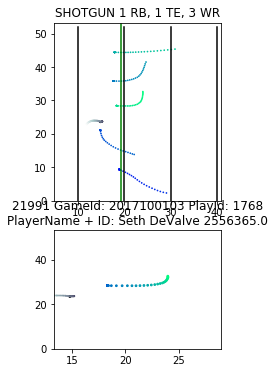 SHOTGUN 1 RB, 1 TE, 3 WR
50
40
30
20
10
0
10 20 30 40
21991 GameId: 2017100103 PlayId: 1768
PlayerName + ID: Seth DeValve 2556365.0
40
20
0
15 20 25